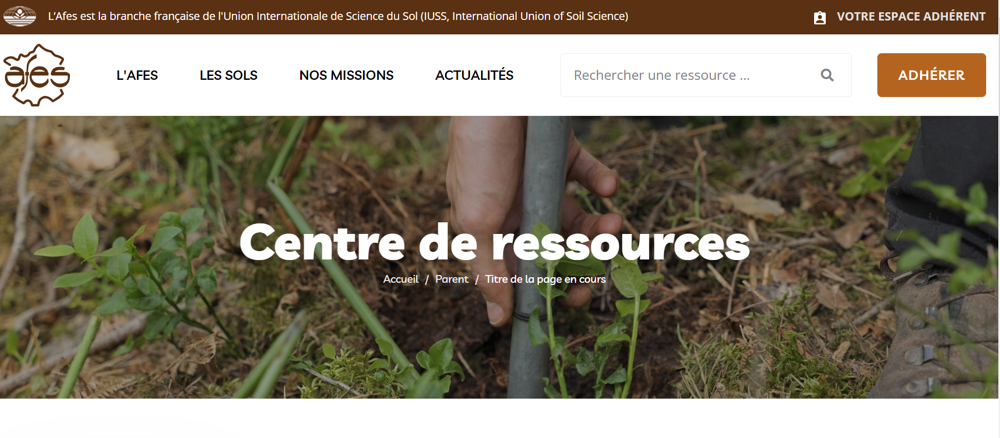 L’Afes est la branche française de l'Union Internationale de Science du Sol (IUSS, International Union of Soil Science)
VOTRE ESPACE ADHÉRENT
afes
L'AFES
LES SOLS
NOS MISSIONS
ACTUALITÉS
Rechercher une ressource ...
ADHÉRER
Centre de ressources
Accueil / Parent / Titre de la page en cours